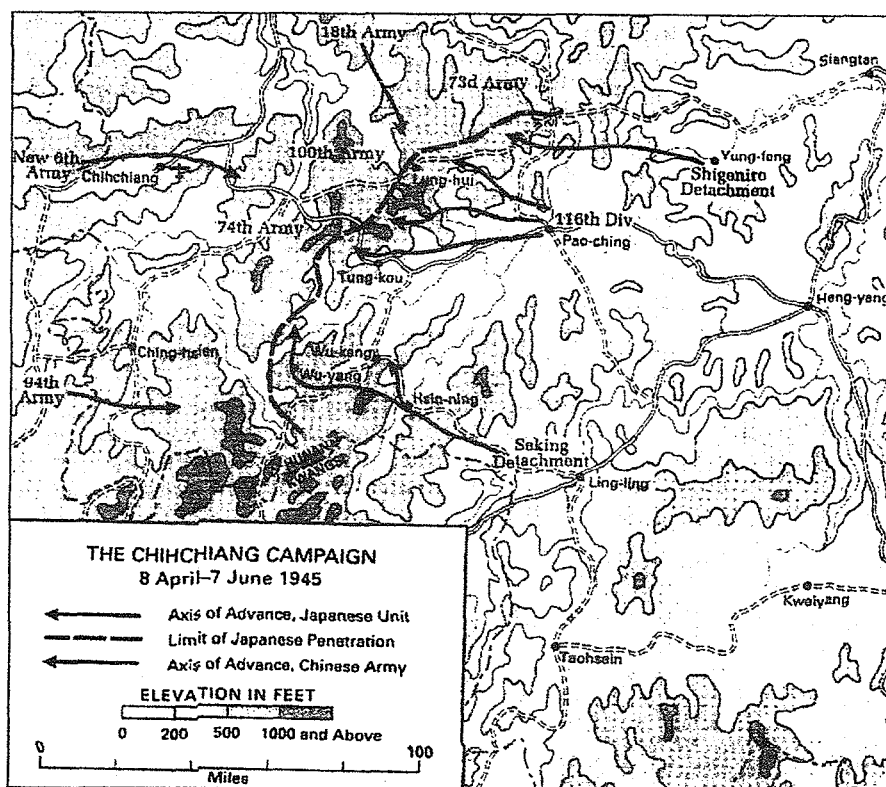 18th Army
73d Army
Siangtan
100th Army
New 6th
Army
Chihchiang
Lung-hui
Yung-fong
Detachment
116th Div
74th Army
Pao-ching
Tung-kou
Heng-yang
Ching-hsien
Wu-kang
Wu-yang
94th
Army
Hsin-ning
Seking
Detachment
Ling-ling
THE CHIHCHIANG CAMPAIGN
8 April–7 June 1945
Axis of Advance, Japanese Unit
Limit of Japanese Penetration
Axis of Advance, Chinese Army
ELEVATION IN FEET
0 200 500 1000 and Above
0 100
Miles
Kweiyang
Taohsein